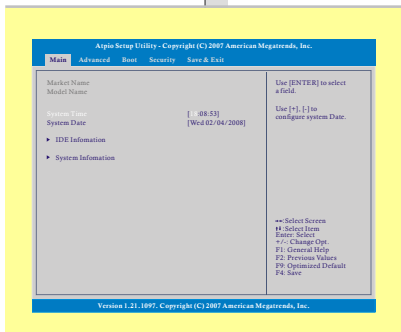 Atpio Setup Utility - Copyright (C) 2007 American Megatrends, Inc.
Main Advanced Boot Security Save & Exit
Market Name
Model Name
System Time [ :08:53]
System Date [Wed 02/04/2008]
IDE Infomation
System Infomation
Use [ENTER] to select
a field.
Use [+], [-] to
configure system Date.
↔:Select Screen
↑↓:Select Item
Enter: Select
+/-: Change Opt.
F1: General Help
F2: Previous Values
F9: Optimized Default
F4: Save
Version 1.21.1097. Copyright (C) 2007 American Megatrends, Inc.